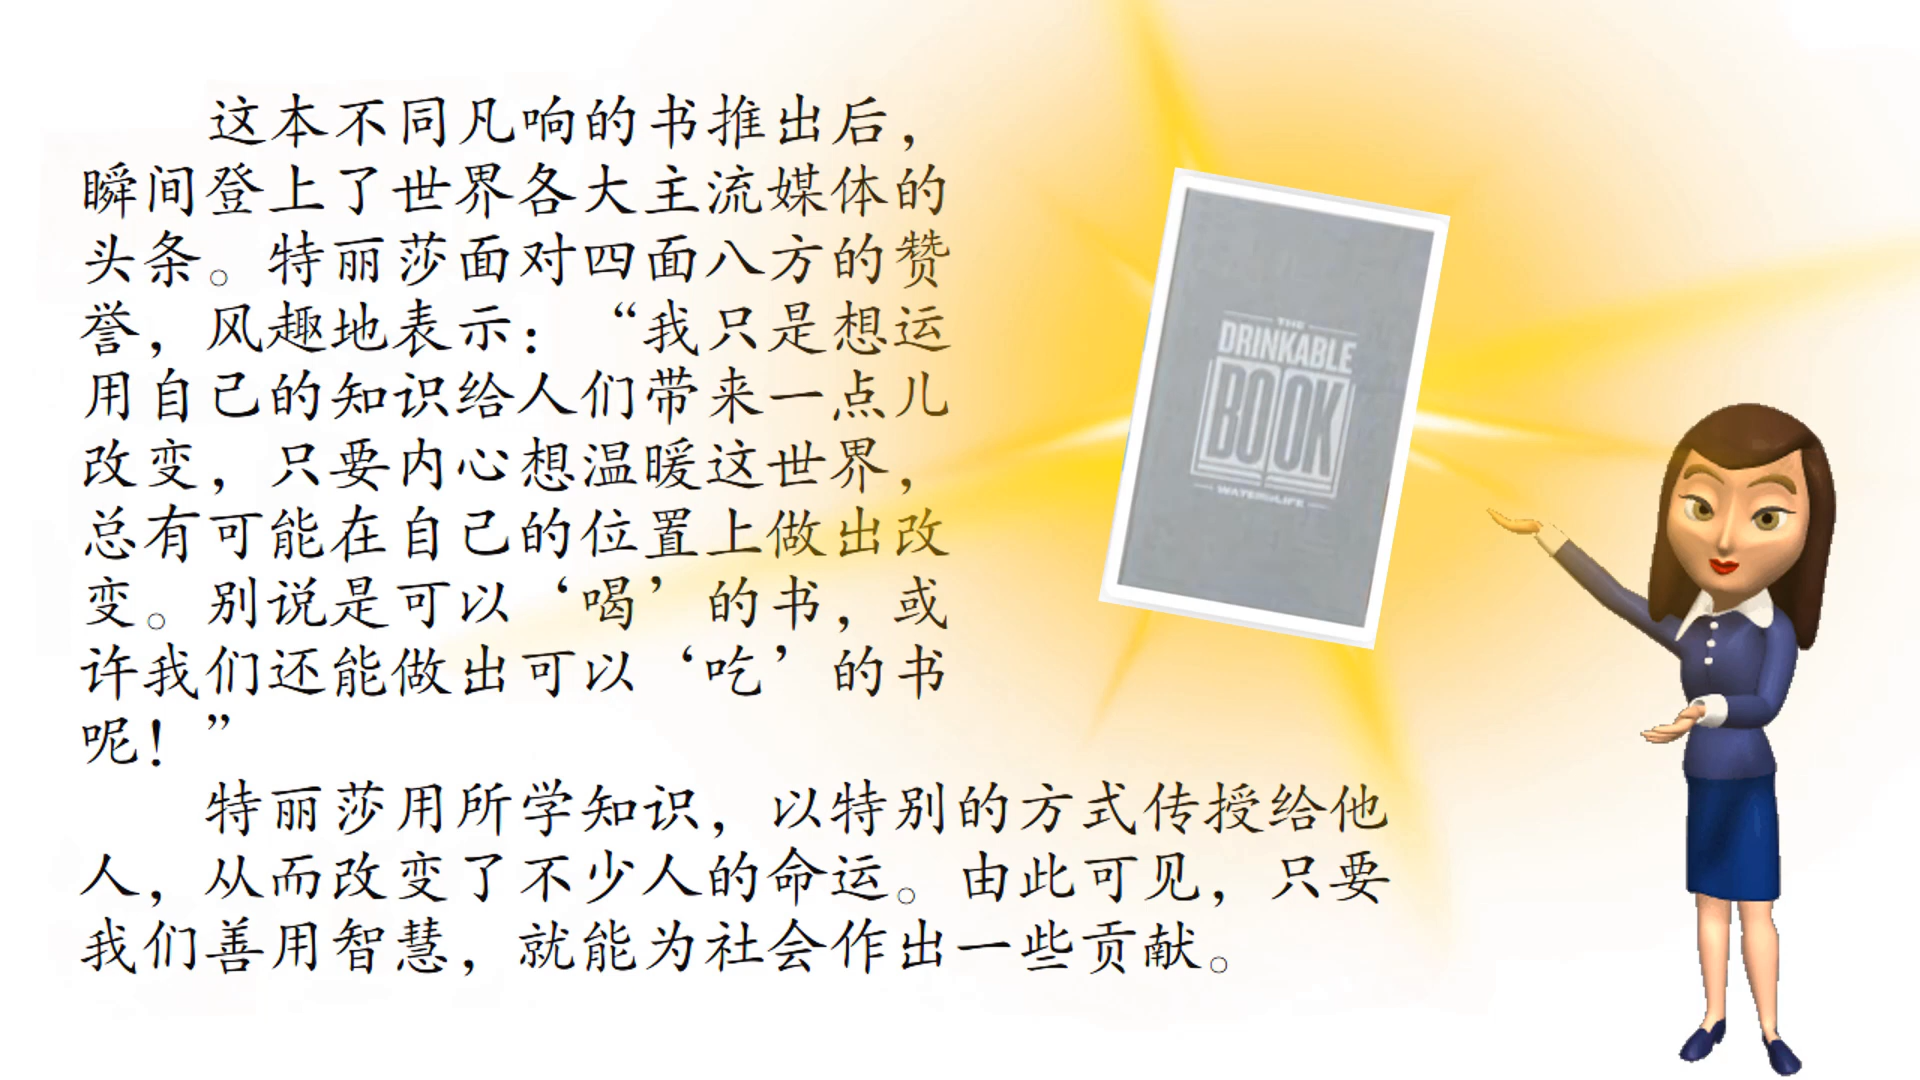 这本不同凡响的书推出后，
瞬间登上了世界各大主流媒体的
头条。特丽莎面对四面八方的赞
誉，风趣地表示：“我只是想运
用自己的知识给人们带来一点儿
改变，只要内心想温暖这世界，
总有可能在自己的位置上做出改
变。别说是可以‘喝’的书，或
许我们还能做出可以‘吃’的书
呢！”
特丽莎用所学知识，以特别的方式传授给他
人，从而改变了不少人的命运。由此可见，只要
我们善用智慧，就能为社会作出一些贡献。
THE
DRINKABLE
BOOK
WATERisLIFE